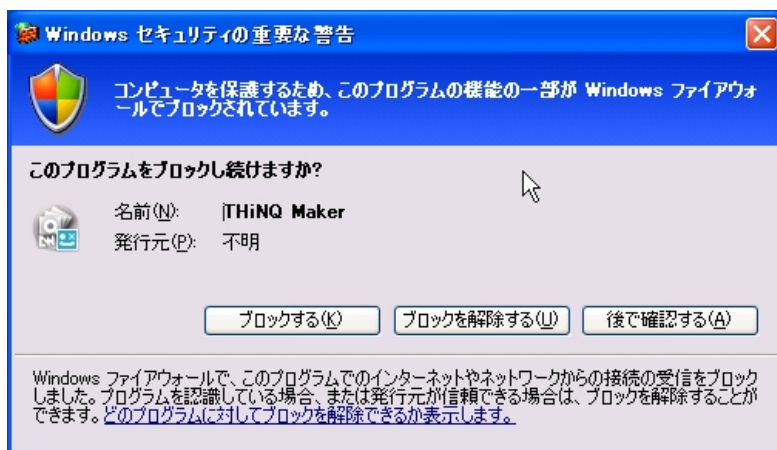 Windows セキュリティの重要な警告
コンピュータを保護するため、このプログラムの機能の一部が Windows ファイアウォ
ールでブロックされています。
このプログラムをブロックし続けますか?
名前(N): THiNQ Maker
発行元(P): 不明
ブロックする(K) ブロックを解除する(U) 後で確認する(A)
Windows ファイアウォールで、このプログラムでのインターネットやネットワークからの接続の受信をブロック
しました。プログラムを認識している場合、または発行元が信頼できる場合は、ブロックを解除することが
できます。どのプログラムに対してブロックを解除できるか表示します。